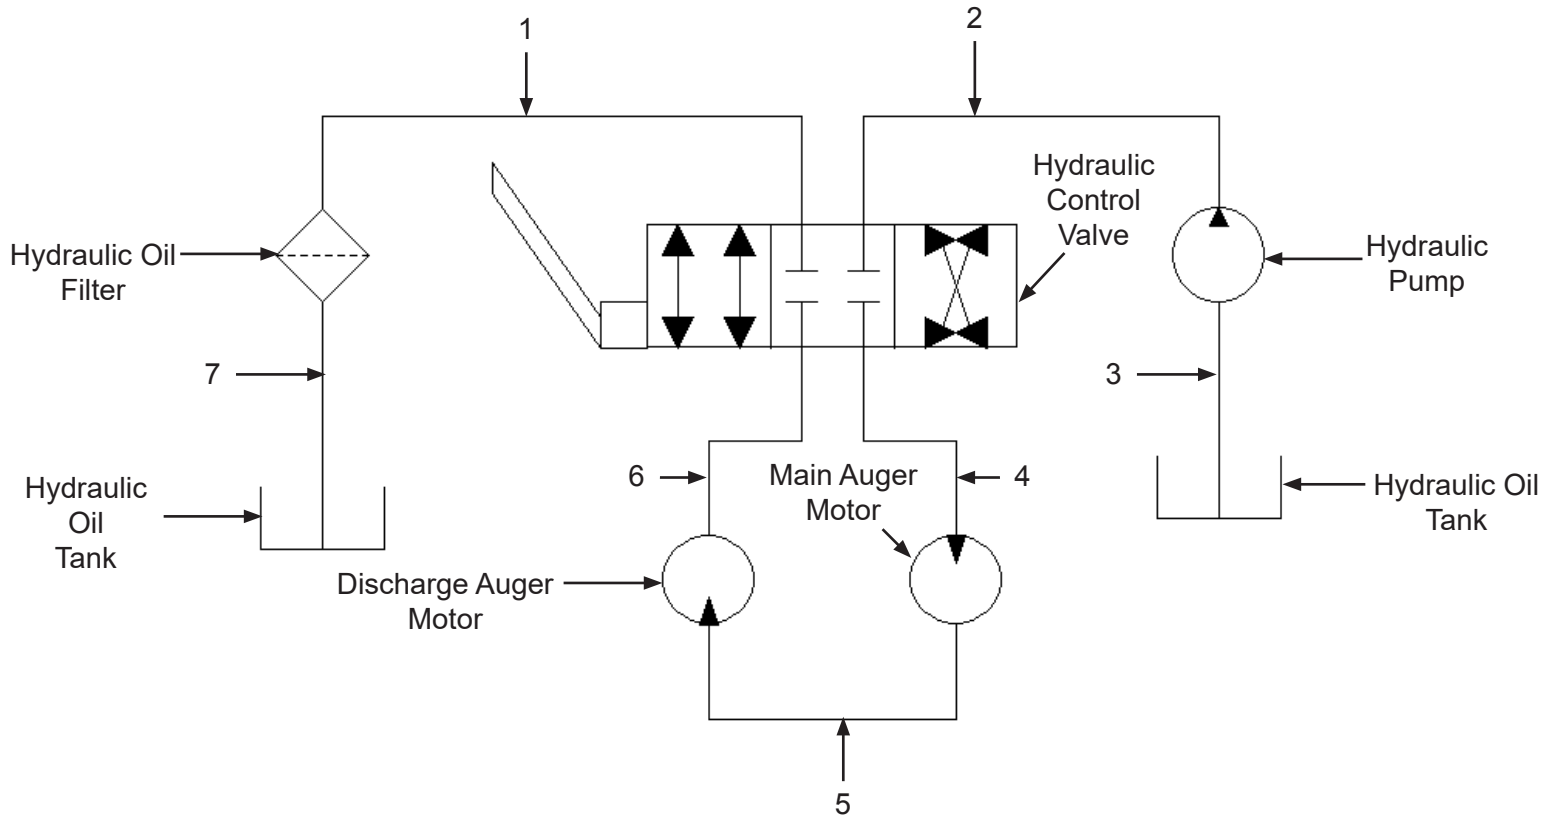 1
2
Hydraulic
Control
Valve
Hydraulic Oil
Filter
Hydraulic
Pump
7
3
6
Main Auger
Motor
4
Hydraulic
Oil
Tank
Hydraulic Oil
Tank
Discharge Auger
Motor
5